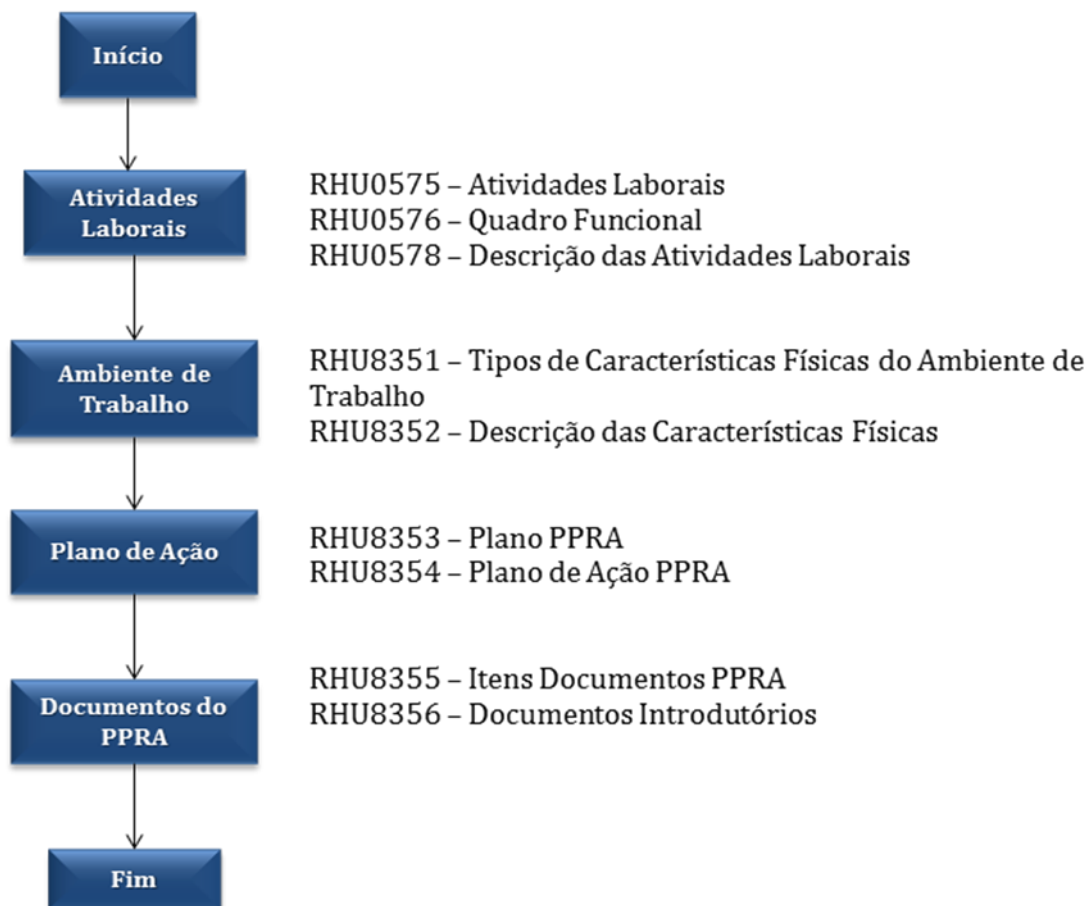 Início
Atividades
Laborais
RHU0575 – Atividades Laborais
RHU0576 – Quadro Funcional
RHU0578 – Descrição das Atividades Laborais
Ambiente de
Trabalho
RHU8351 – Tipos de Características Físicas do Ambiente de
Trabalho
RHU8352 – Descrição das Características Físicas
Plano de Ação
RHU8353 – Plano PPRA
RHU8354 – Plano de Ação PPRA
Documentos do
PPRA
RHU8355 – Itens Documentos PPRA
RHU8356 – Documentos Introdutórios
Fim